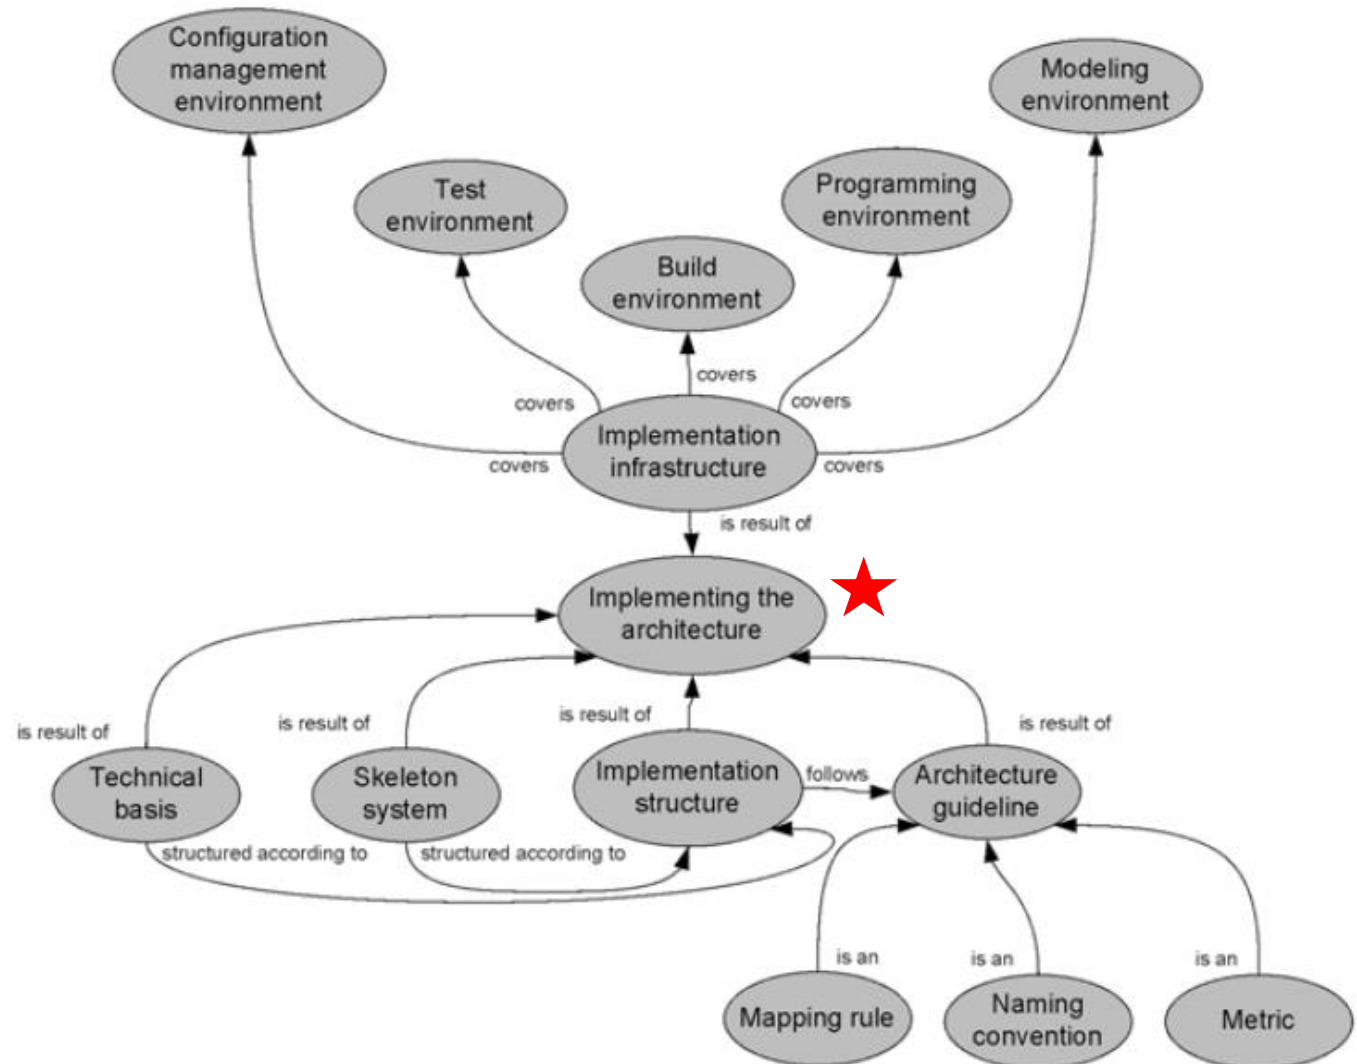 Configuration
management
environment
Modeling
environment
Test
environment
Programming
environment
Build
environment
covers
covers
covers
Implementation
infrastructure
covers
covers
is result of
Implementing the
architecture
is result of
is result of
is result of
is result of
Technical
basis
Skeleton
system
Implementation
structure
follows
Architecture
guideline
structured according to
structured according to
is an
is an
is an
Mapping rule
Naming
convention
Metric